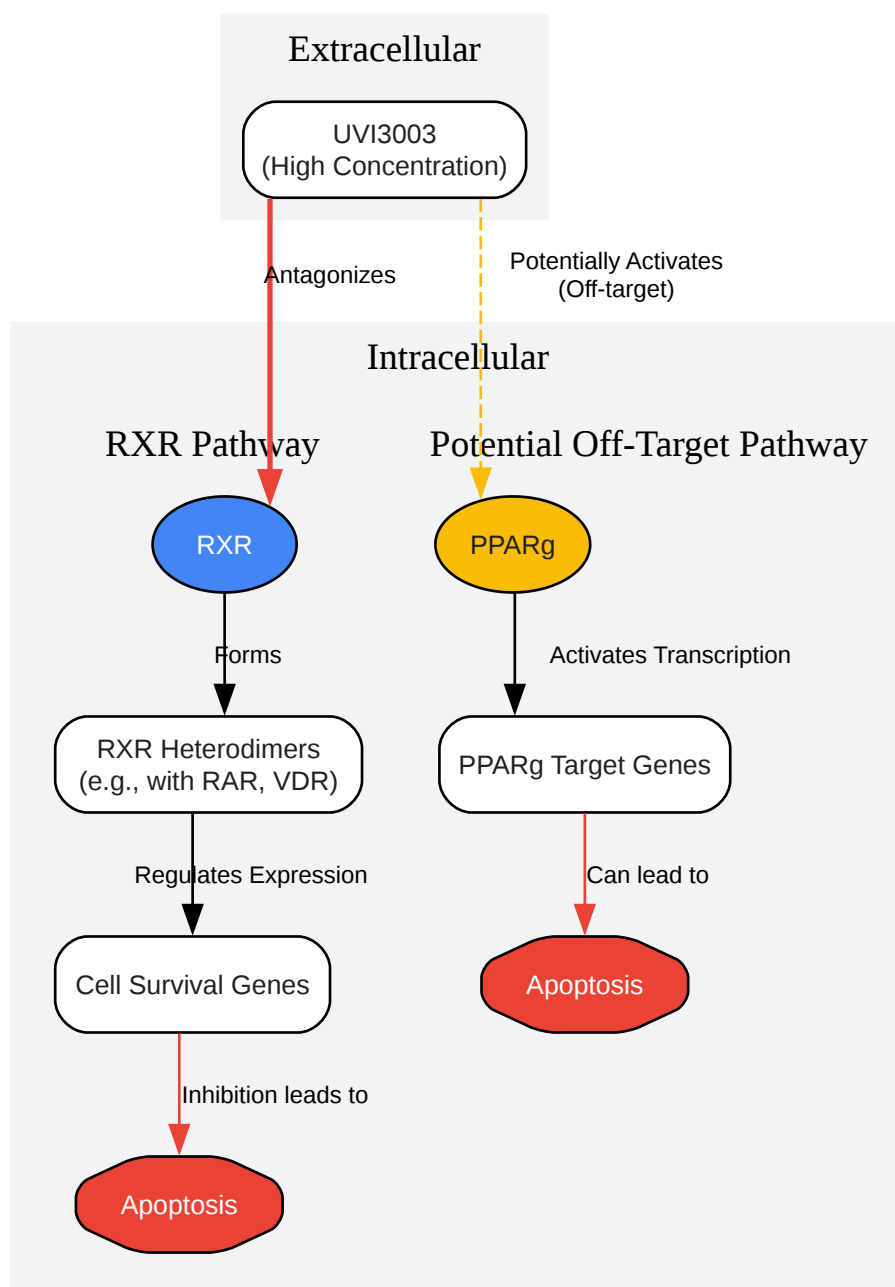 Extracellular
UVI3003
(High Concentration)
Antagonizes
Potentially Activates
(Off-target)
Intracellular
RXR Pathway
Potential Off-Target Pathway
RXR
PPARg
Forms
Activates Transcription
RXR Heterodimers
(e.g., with RAR, VDR)
PPARg Target Genes
Regulates Expression
Can lead to
Cell Survival Genes
Apoptosis
Inhibition leads to
Apoptosis